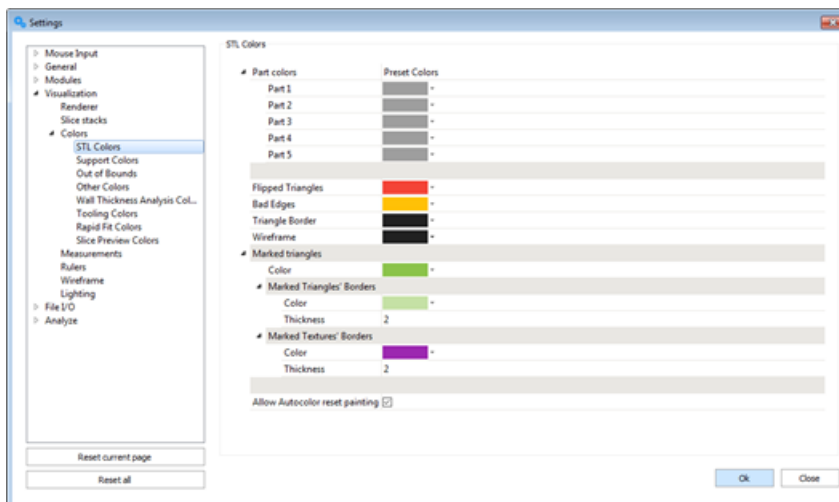 Settings
Mouse Input
General
Modules
Visualization
Renderer
Slice stacks
Colors
STL Colors
Support Colors
Out of Bounds
Other Colors
Wall Thickness Analysis Col...
Tooling Colors
Rapid Fit Colors
Slice Preview Colors
Measurements
Rulers
Wireframe
Lighting
File I/O
Analyze
Reset current page
Reset all
STL Colors
Part colors Preset Colors
Part 1
Part 2
Part 3
Part 4
Part 5
Flipped Triangles
Bad Edges
Triangle Border
Wireframe
Marked triangles
Color
Marked Triangles' Borders
Color
Thickness 2
Marked Textures' Borders
Color
Thickness 2
Allow Autocolor reset painting
Ok Close